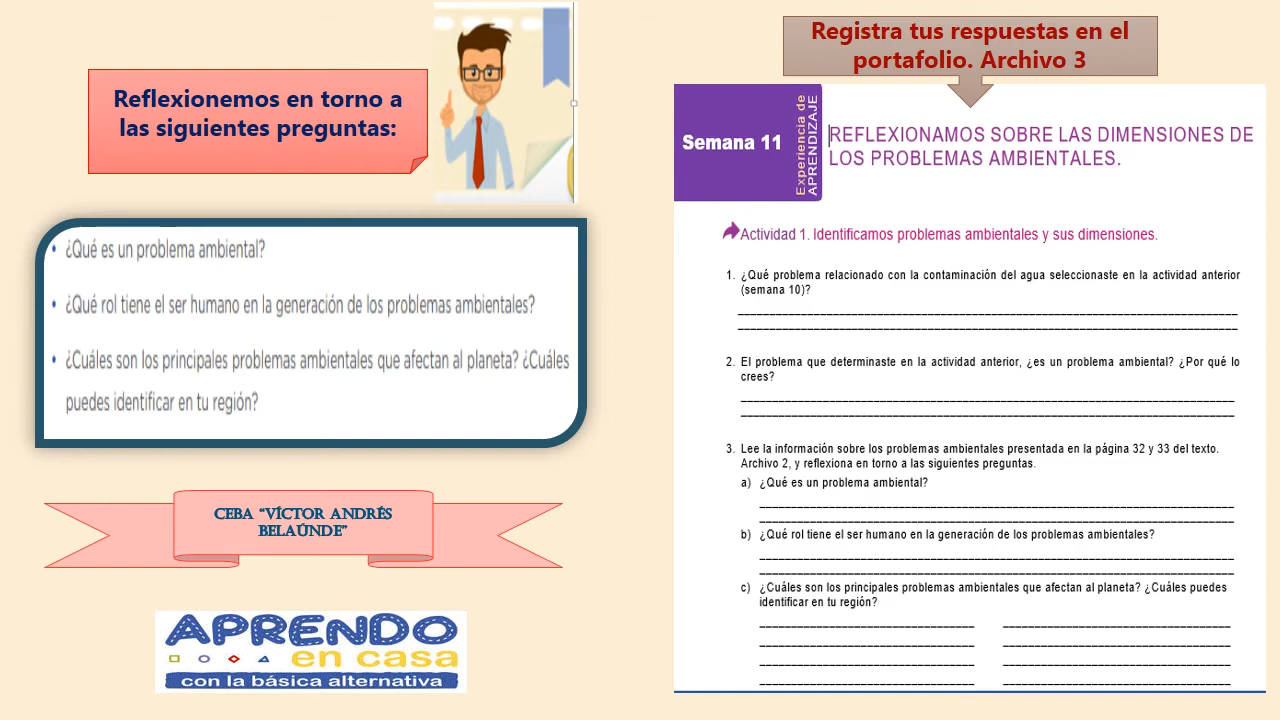 Reflexionemos en torno a
las siguientes preguntas:
• ¿Qué es un problema ambiental?
• ¿Qué rol tiene el ser humano en la generación de los problemas ambientales?
• ¿Cuáles son los principales problemas ambientales que afectan al planeta? ¿Cuáles
puedes identificar en tu región?
CEBA “VÍCTOR ANDRÉS
BELAÚNDE”
APRENDO
en casa
con la básica alternativa
Registra tus respuestas en el
portafolio. Archivo 3
Semana 11
Experiencia de
APRENDIZAJE
REFLEXIONAMOS SOBRE LAS DIMENSIONES DE
LOS PROBLEMAS AMBIENTALES.
Actividad 1. Identificamos problemas ambientales y sus dimensiones.
1. ¿Qué problema relacionado con la contaminación del agua seleccionaste en la actividad anterior
(semana 10)?
2. El problema que determinaste en la actividad anterior, ¿es un problema ambiental? ¿Por qué lo
crees?
3. Lee la información sobre los problemas ambientales presentada en la página 32 y 33 del texto.
Archivo 2, y reflexiona en torno a las siguientes preguntas.
a) ¿Qué es un problema ambiental?
b) ¿Qué rol tiene el ser humano en la generación de los problemas ambientales?
c) ¿Cuáles son los principales problemas ambientales que afectan al planeta? ¿Cuáles puedes
identificar en tu región?